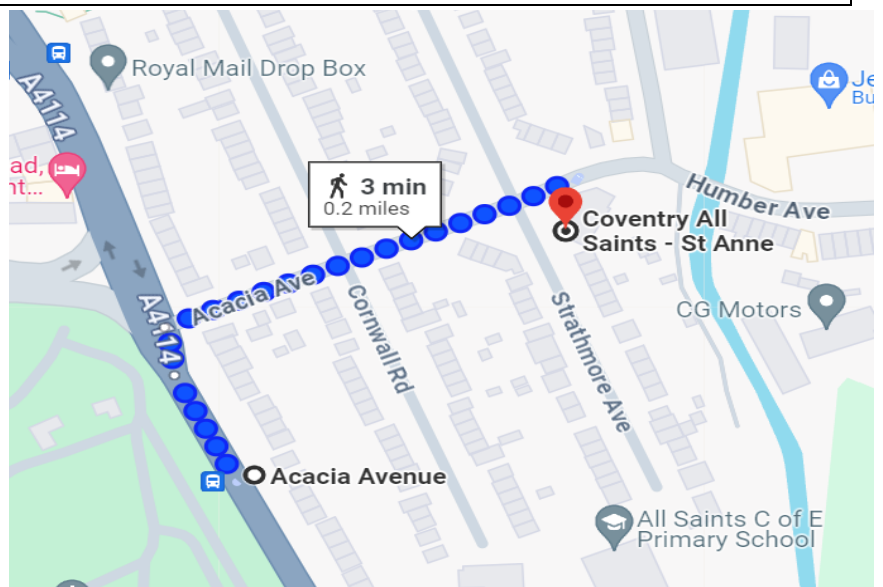 A4114
Royal Mail Drop Box
Je
Bu
ad,
nt...
3 min
0.2 miles
Humber Ave
Coventry All
Saints - St Anne
Acacia Ave
A4114
Cornwall Rd
Strathmore Ave
CG Motors
Acacia Avenue
All Saints C of E
Primary School